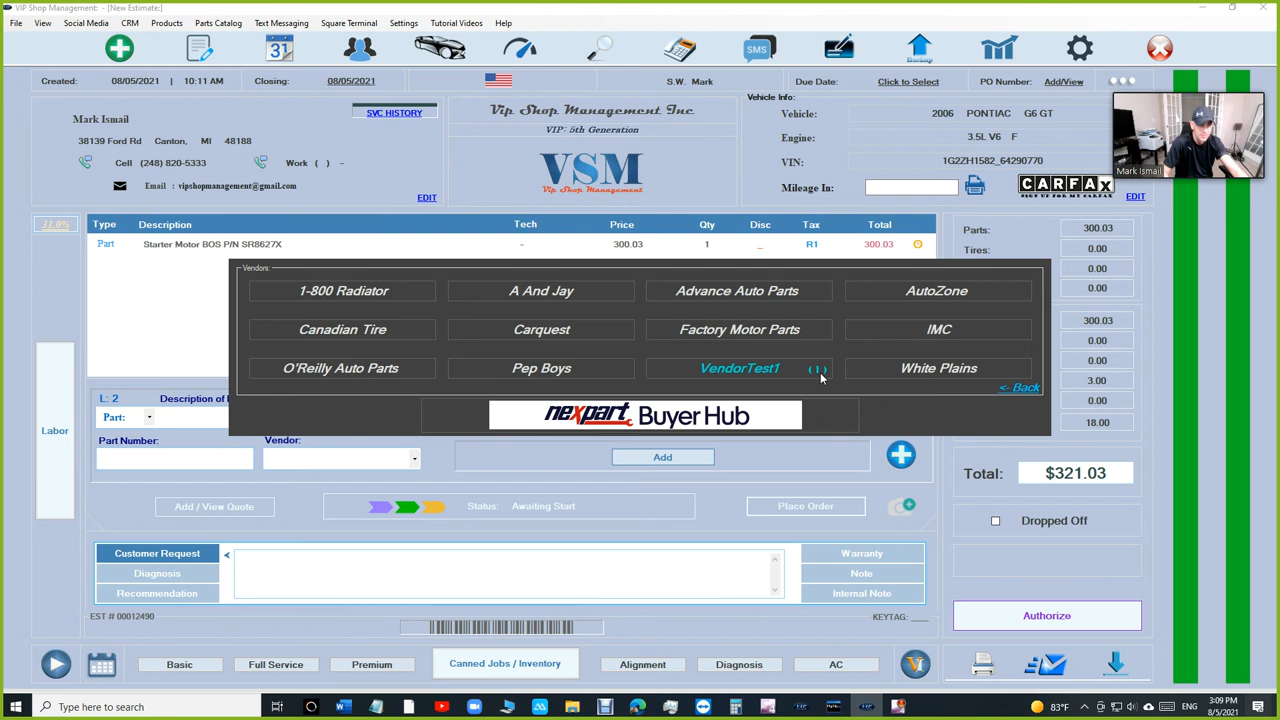 VIP Shop Management: - [New Estimate:]
File View Social Media CRM Products Parts Catalog Text Messaging Square Terminal Settings Tutorial Videos Help
31
SMS
Backup
Created: 08/05/2021 | 10:11 AM Closing: 08/05/2021 S.W. Mark Due Date: Click to Select PO Number: Add/View
Mark Ismail
SVC HISTORY
38139 Ford Rd Canton, MI 48188
Cell (248) 820-5333 Work ( ) -
Email : vipshopmanagement@gmail.com
EDIT
Vip Shop Management Inc
VIP: 5th Generation
VSM
Vip Shop Management
Vehicle Info:
Vehicle: 2006 PONTIAC G6 GT
Engine: 3.5L V6 F
VIN: 1G2ZH1582_64290770
Mileage In:
CARFAX
SIGN UP FOR MY CARFAX
EDIT
Mark Ismail
31.0%
Type Description Tech Price Qty Disc Tax Total
Part Starter Motor BOS P/N SR8627X - 300.03 1 _ R1 300.03
Parts: 300.03
Tires: 0.00
0.00
0.00
300.03
0.00
0.00
3.00
0.00
18.00
Vendors:
1-800 Radiator A And Jay Advance Auto Parts AutoZone
Canadian Tire Carquest Factory Motor Parts IMC
O'Reilly Auto Parts Pep Boys VendorTest1 ( 1 ) White Plains
<- Back
nexpart Buyer Hub
L: 2 Description of
Part:
Labor
Part Number: Vendor:
Add
Total: $321.03
Add / View Quote Status: Awaiting Start Place Order
Dropped Off
Customer Request
Diagnosis
Recommendation
Warranty
Note
Internal Note
EST # 00012490
KEYTAG: ____
Authorize
Basic Full Service Premium Canned Jobs / Inventory Alignment Diagnosis AC
Type here to search
83°F ENG 3:09 PM
8/5/2021